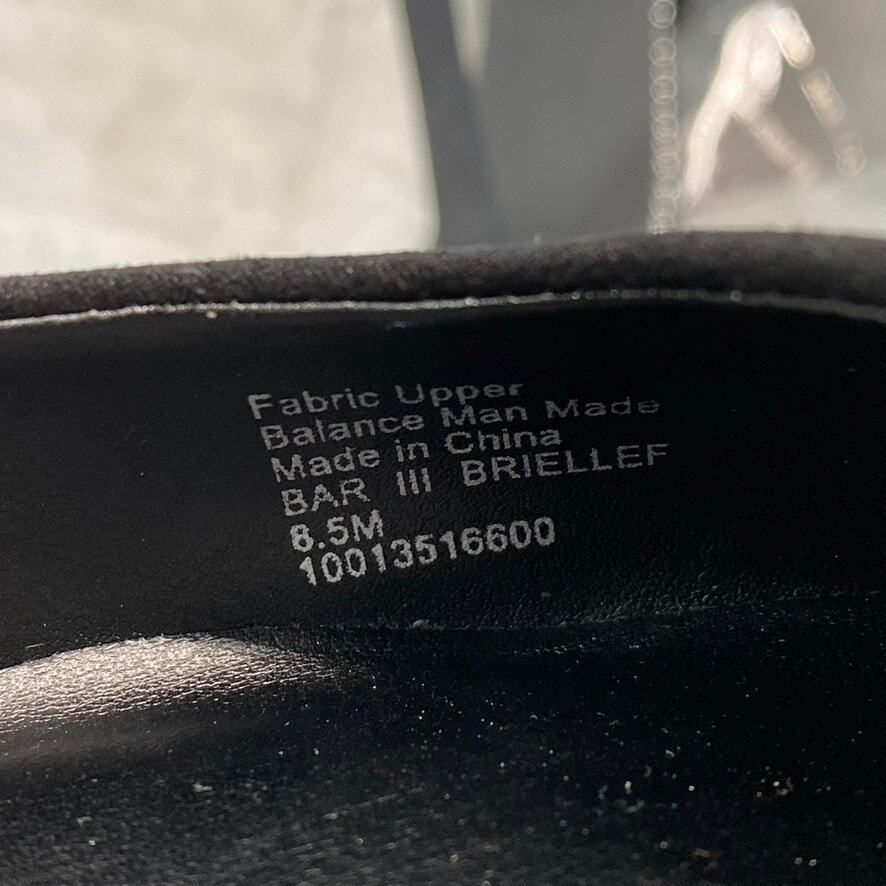 Fabric Upper
Balance Man Made
Made in China
BAR III BRIELLEF
8.5M
10013516600